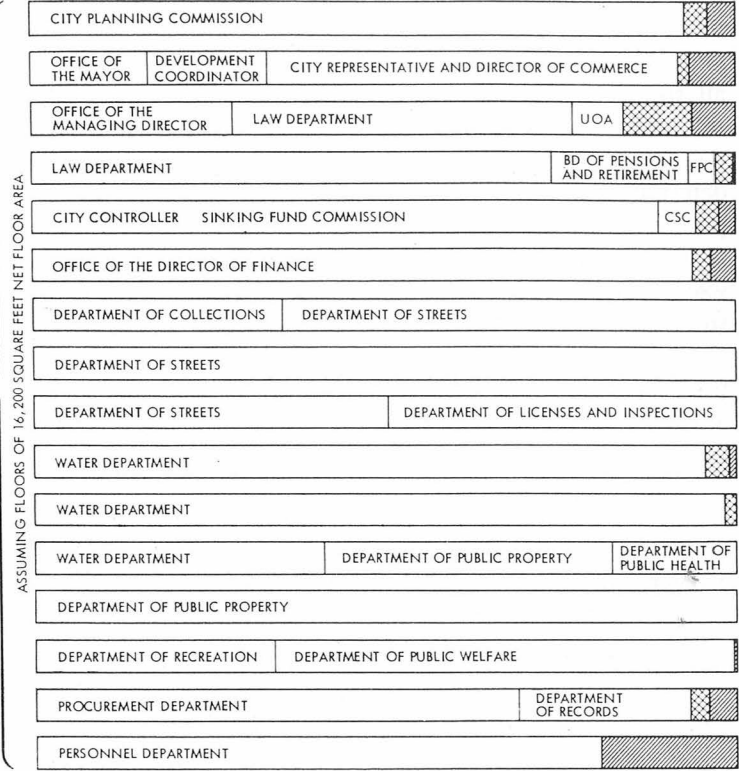 CITY PLANNING COMMISSION
OFFICE OF THE MAYOR
DEVELOPMENT COORDINATOR
CITY REPRESENTATIVE AND DIRECTOR OF COMMERCE
OFFICE OF THE MANAGING DIRECTOR
LAW DEPARTMENT
UOA
LAW DEPARTMENT
BD OF PENSIONS AND RETIREMENT
FPC
CITY CONTROLLER SINKING FUND COMMISSION
CSC
OFFICE OF THE DIRECTOR OF FINANCE
DEPARTMENT OF COLLECTIONS
DEPARTMENT OF STREETS
DEPARTMENT OF STREETS
DEPARTMENT OF STREETS
DEPARTMENT OF LICENSES AND INSPECTIONS
WATER DEPARTMENT
WATER DEPARTMENT
WATER DEPARTMENT
DEPARTMENT OF PUBLIC PROPERTY
DEPARTMENT OF PUBLIC HEALTH
DEPARTMENT OF PUBLIC PROPERTY
DEPARTMENT OF RECREATION
DEPARTMENT OF PUBLIC WELFARE
PROCUREMENT DEPARTMENT
DEPARTMENT OF RECORDS
PERSONNEL DEPARTMENT
ASSUMING FLOORS OF 16,200 SQUARE FEET NET FLOOR AREA